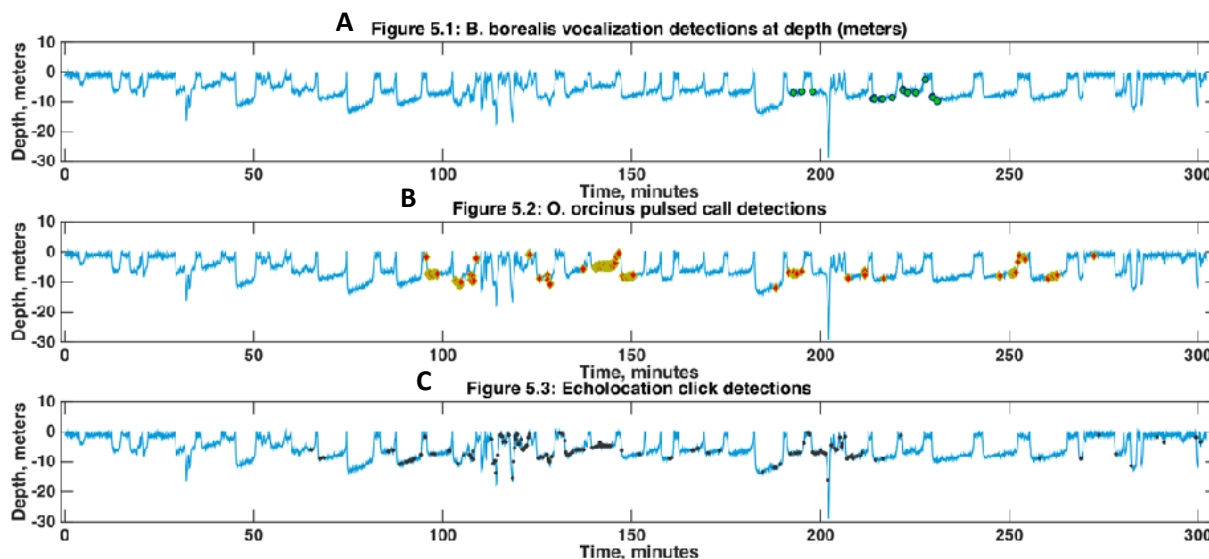 A
Figure 5.1: B. borealis vocalization detections at depth (meters)
Depth, meters
10
0
-10
-20
-30
0 50 100 150 200 250 300
Time, minutes
B
Figure 5.2: O. orcinus pulsed call detections
Depth, meters
10
0
-10
-20
-30
0 50 100 150 200 250 300
Time, minutes
C
Figure 5.3: Echolocation click detections
Depth, meters
10
0
-10
-20
-30
0 50 100 150 200 250 300
Time, minutes